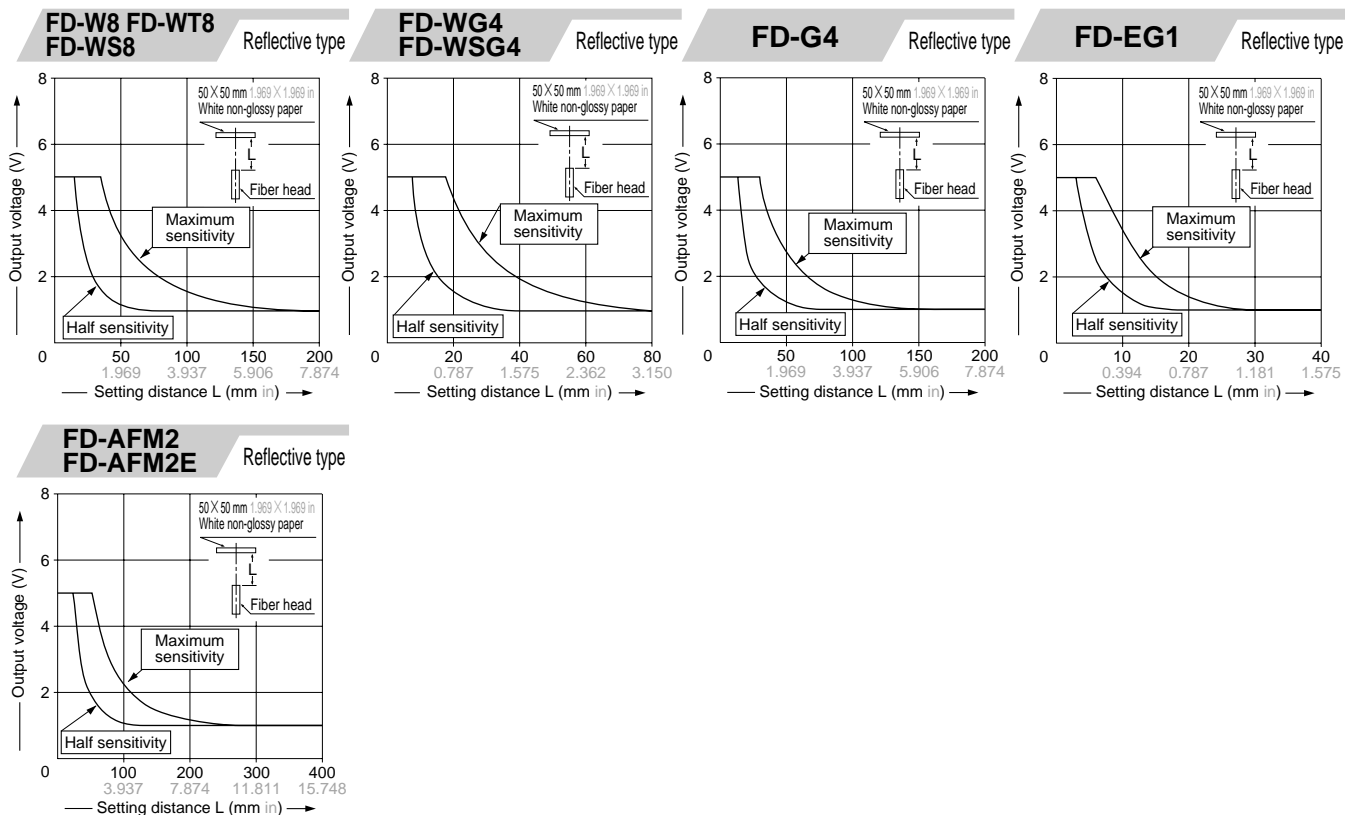 FD-W8 FD-WT8
FD-WS8
Reflective type
8
6
4
2
0
Output voltage (V)
50 X 50 mm 1.969 X 1.969 in
White non-glossy paper
L
Fiber head
Maximum
sensitivity
Half sensitivity
50 100 150 200
1.969 3.937 5.906 7.874
Setting distance L (mm in)
FD-WG4
FD-WSG4
Reflective type
8
6
4
2
0
Output voltage (V)
50 X 50 mm 1.969 X 1.969 in
White non-glossy paper
L
Fiber head
Maximum
sensitivity
Half sensitivity
20 40 60 80
0.787 1.575 2.362 3.150
Setting distance L (mm in)
FD-G4
Reflective type
8
6
4
2
0
Output voltage (V)
50 X 50 mm 1.969 X 1.969 in
White non-glossy paper
L
Fiber head
Maximum
sensitivity
Half sensitivity
50 100 150 200
1.969 3.937 5.906 7.874
Setting distance L (mm in)
FD-EG1
Reflective type
8
6
4
2
0
Output voltage (V)
50 X 50 mm 1.969 X 1.969 in
White non-glossy paper
L
Fiber head
Maximum
sensitivity
Half sensitivity
10 20 30 40
0.394 0.787 1.181 1.575
Setting distance L (mm in)
FD-AFM2
FD-AFM2E
Reflective type
8
6
4
2
0
Output voltage (V)
50 X 50 mm 1.969 X 1.969 in
White non-glossy paper
L
Fiber head
Maximum
sensitivity
Half sensitivity
100 200 300 400
3.937 7.874 11.811 15.748
Setting distance L (mm in)